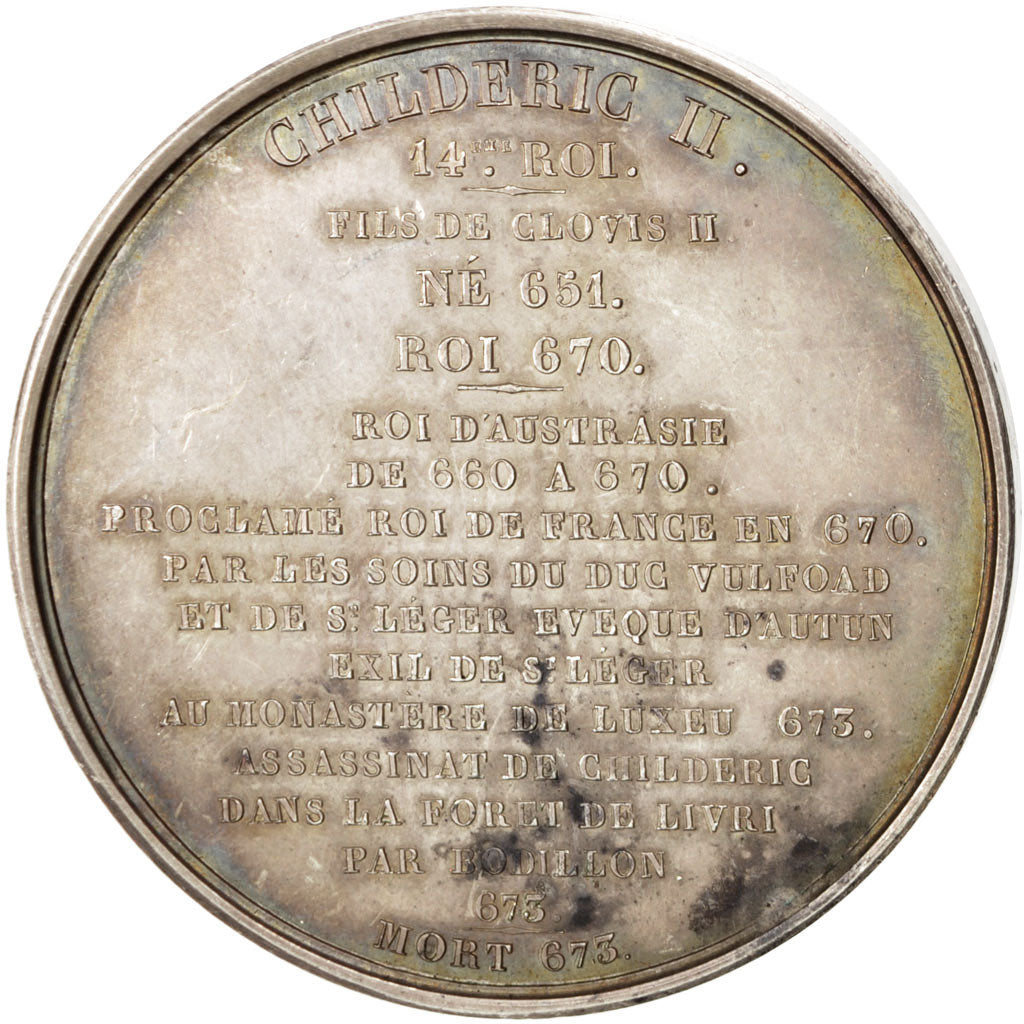 CHILDERIC II.
14ME. ROI.
FILS DE CLOVIS II
NÉ 651.
ROI 670.
ROI D'AUSTRASIE
DE 660 A 670.
PROCLAMÉ ROI DE FRANCE EN 670.
PAR LES SOINS DU DUC VULFOAD
ET DE ST. LÉGER EVEQUE D'AUTUN
EXIL DE ST LÉGER
AU MONASTERE DE LUXEU 673.
ASSASSINAT DE CHILDERIC
DANS LA FORET DE LIVRI
PAR BODILLON
673.
MORT 673.